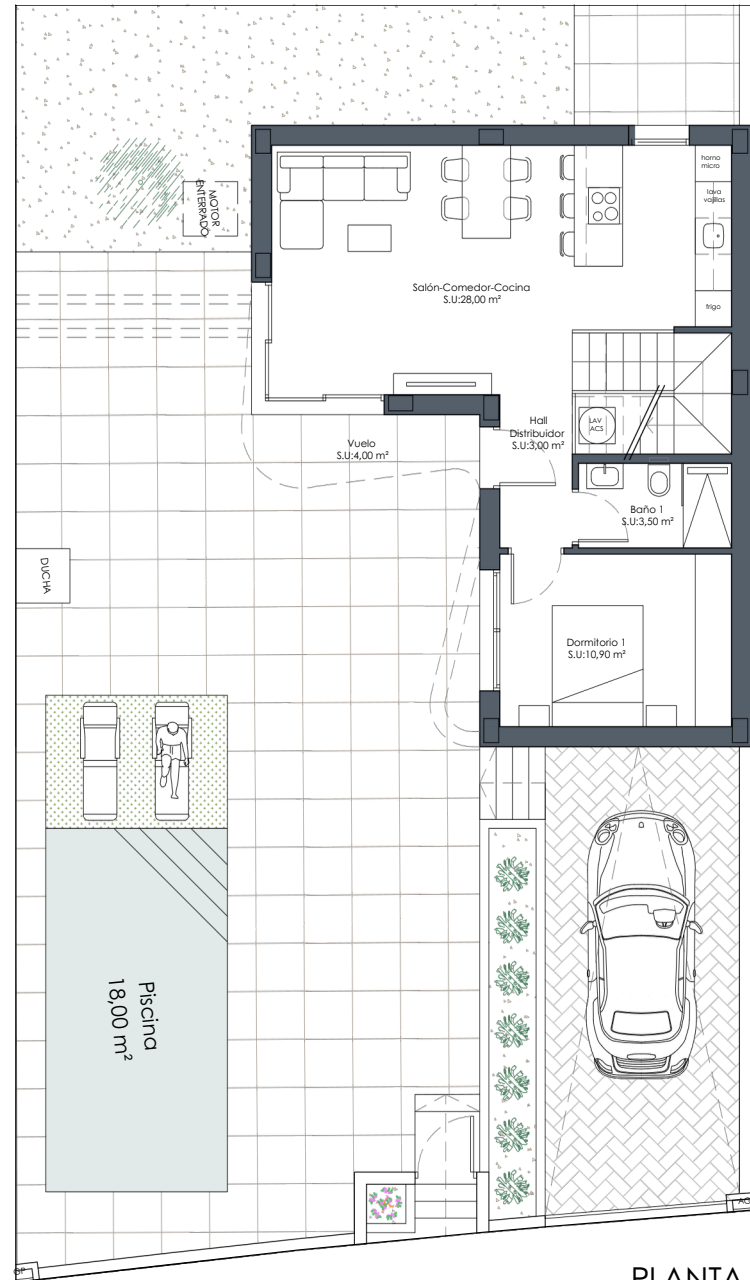 horno
micro
lava
vajillas
MOTOR
ENTERRADO
Salón-Comedor-Cocina
S.U:28,00 m²
frigo
Hall
Distribuidor
S.U:3,00 m²
LAV
ACS
Vuelo
S.U:4,00 m²
Baño 1
S.U:3,50 m²
DUCHA
Dormitorio 1
S.U:10,90 m²
Piscina
18,00 m²
GP
PLANTA